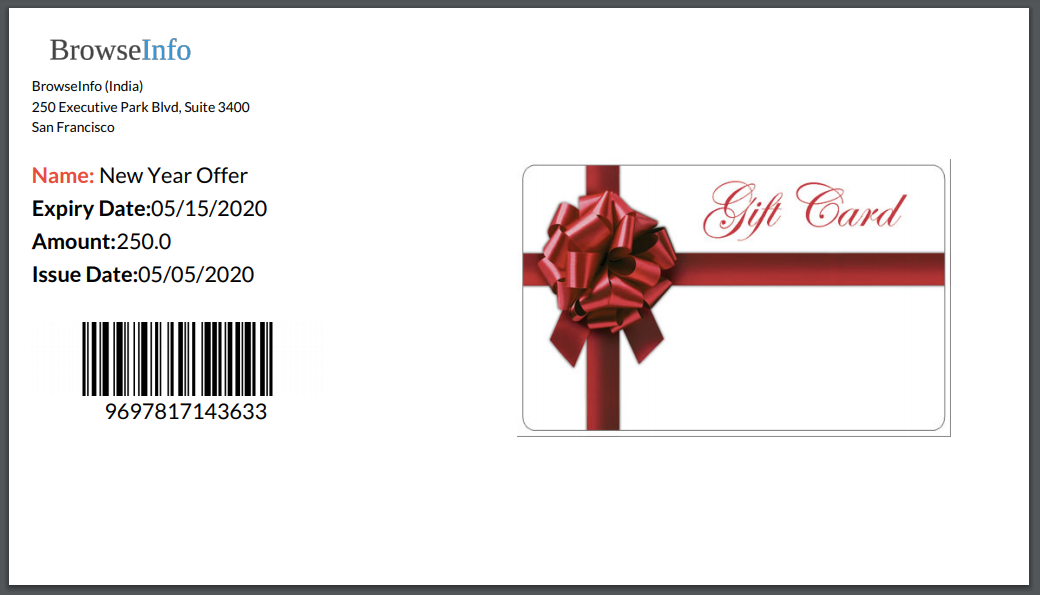 BrowseInfo
BrowseInfo (India)
250 Executive Park Blvd, Suite 3400
San Francisco
Name: New Year Offer
Expiry Date:05/15/2020
Amount:250.0
Issue Date:05/05/2020
9697817143633
Gift Card